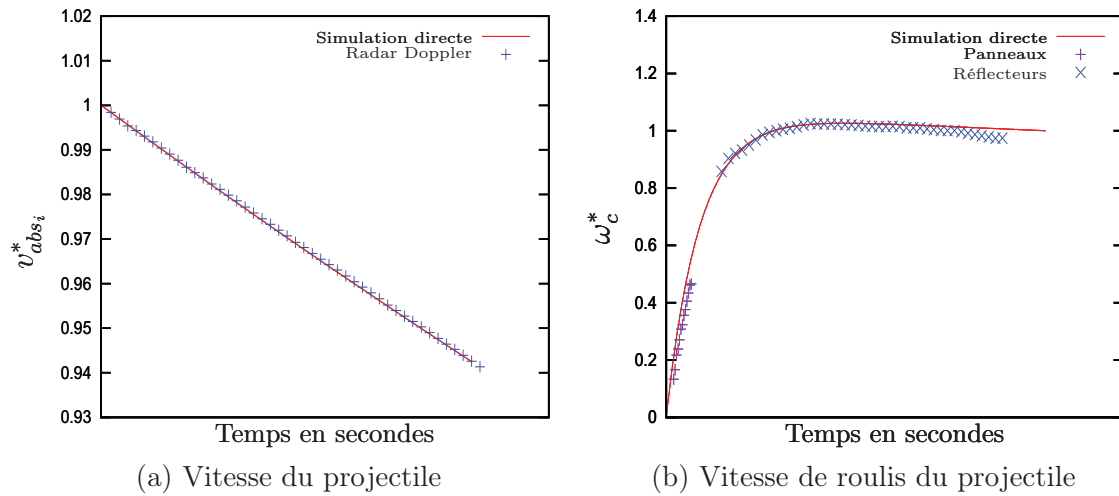 1.02
1.01
1
0.99
0.98
0.97
0.96
0.95
0.94
0.93
v*absi
Simulation directe
Radar Doppler
Temps en secondes
(a) Vitesse du projectile
1.4
1.2
1
0.8
0.6
0.4
0.2
0
ω*c
Simulation directe
Panneaux
Réflecteurs
Temps en secondes
(b) Vitesse de roulis du projectile